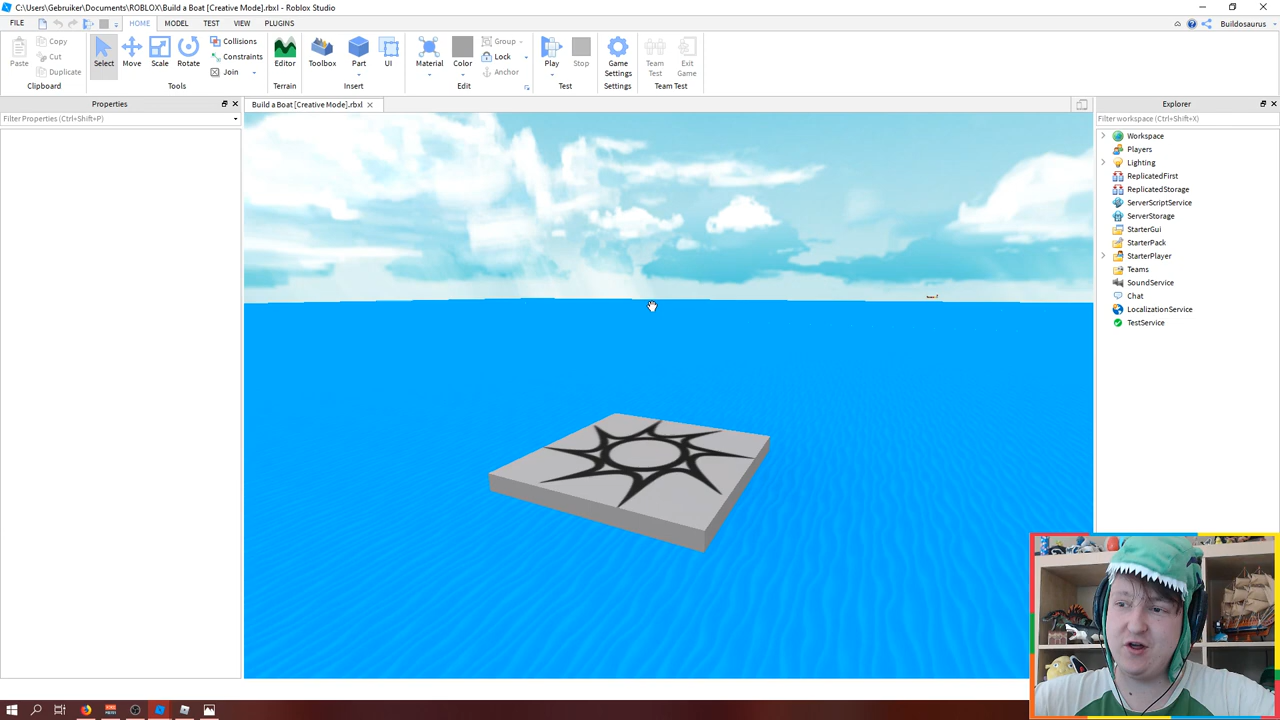 C:\Users\Gebruiker\Documents\ROBLOX\Build a Boat [Creative Mode].rbxl - Roblox Studio
FILE HOME MODEL TEST VIEW PLUGINS Buildosaurus
Paste Copy Cut Duplicate Select Move Scale Rotate Collisions Constraints Join Editor Toolbox Part UI Material Color Group Lock Anchor Play Stop Game Settings Team Test Exit Game
Clipboard Tools Terrain Insert Edit Test Settings Team Test
Properties Build a Boat [Creative Mode].rbxl Explorer
Filter Properties (Ctrl+Shift+P) Filter workspace (Ctrl+Shift+X)
Workspace
Players
Lighting
ReplicatedFirst
ReplicatedStorage
ServerScriptService
ServerStorage
StarterGui
StarterPack
StarterPlayer
Teams
SoundService
Chat
LocalizationService
TestService